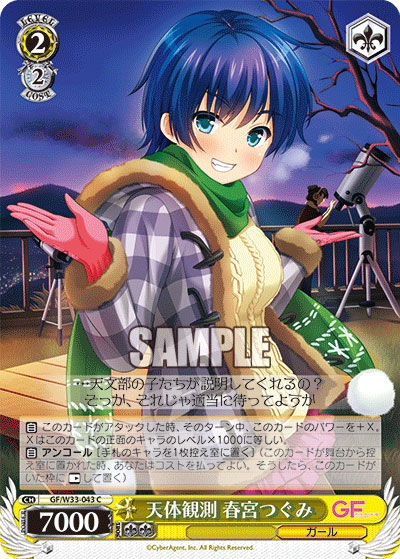 LEVEL
2
2
COST
SAMPLE
…天文部の子たちが説明してくれるの？
そっか、それじゃ適当に待ってようか
自 このカードがアタックした時、そのターン中、このカードのパワーを＋X。
Xはこのカードの正面のキャラのレベル×1000に等しい。
自 アンコール［手札のキャラを1枚控え室に置く］（このカードが舞台から控
え室に置かれた時、あなたはコストを払ってよい。そうしたら、このカードがい
た枠にレストして置く）
CH
GF/W33-043 C
7000
天体観測 春宮つぐみ
GF
ガール
©CyberAgent, Inc. All Rights Reserved.